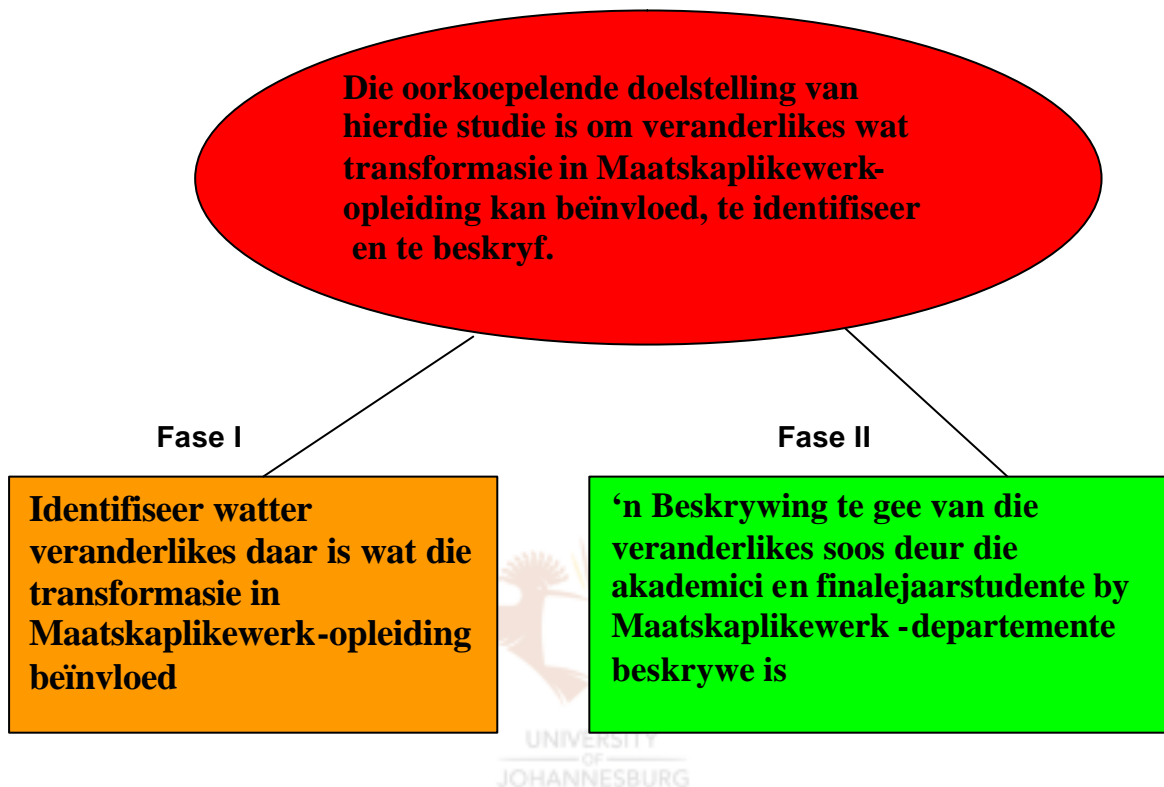 Die oorkoepelende doelstelling van
hierdie studie is om veranderlikes wat
transformasie in Maatskaplikewerk-
opleiding kan beïnvloed, te identifiseer
en te beskryf.
Fase I
Fase II
Identifiseer watter
veranderlikes daar is wat die
transformasie in
Maatskaplikewerk-opleiding
beïnvloed
‘n Beskrywing te gee van die
veranderlikes soos deur die
akademici en finalejaarstudente by
Maatskaplikewerk -departemente
beskrywe is
UNIVERSITY
OF
JOHANNESBURG